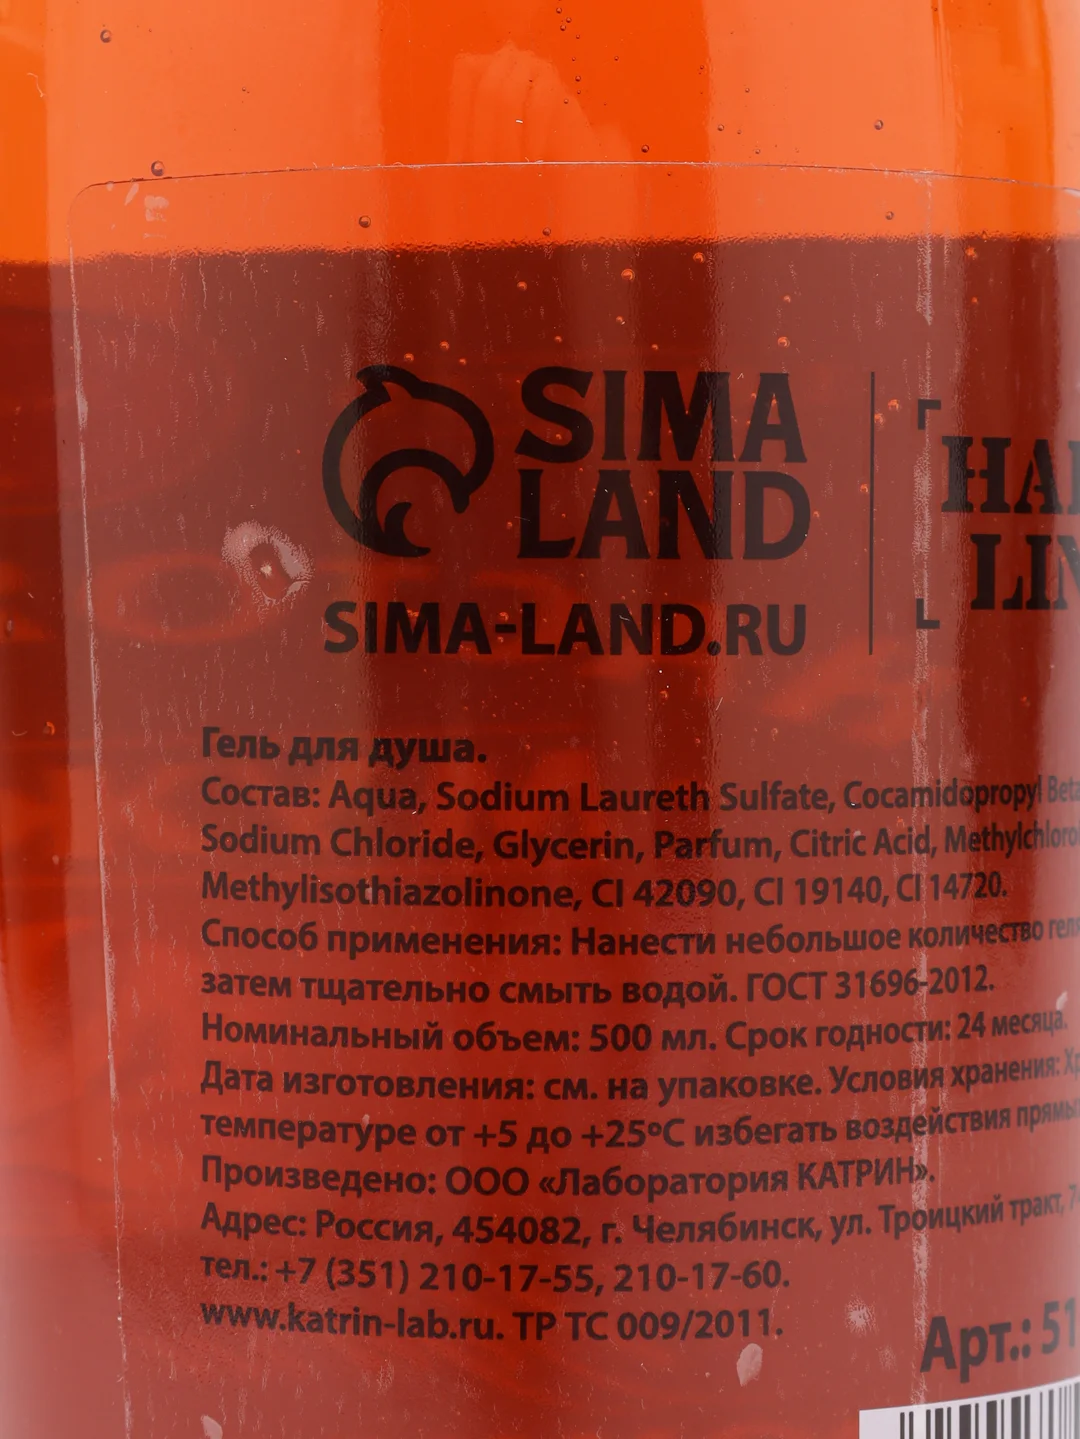 SIMA
LAND
SIMA-LAND.RU
Гель для душа.
Состав: Aqua, Sodium Laureth Sulfate, Cocamidopropyl
Sodium Chloride, Glycerin, Parfum, Citric Acid,
Methylisothiazolinone, CI 42090, CI 19140, CI 14720.
Способ применения: Нанести небольшое количество
затем тщательно смыть водой. ГОСТ 31696-2012.
Номинальный объем: 500 мл. Срок годности: 24 месяца.
Дата изготовления: см. на упаковке. Условия хранения:
температуре от +5 до +25ºС избегать воздействия
Произведено: ООО «Лаборатория КАТРИН».
Адрес: Россия, 454082, г. Челябинск, ул. Троицкий тракт,
тел.: +7 (351) 210-17-55, 210-17-60.
www.katrin-lab.ru. ТР ТС 009/2011.
Арт.: